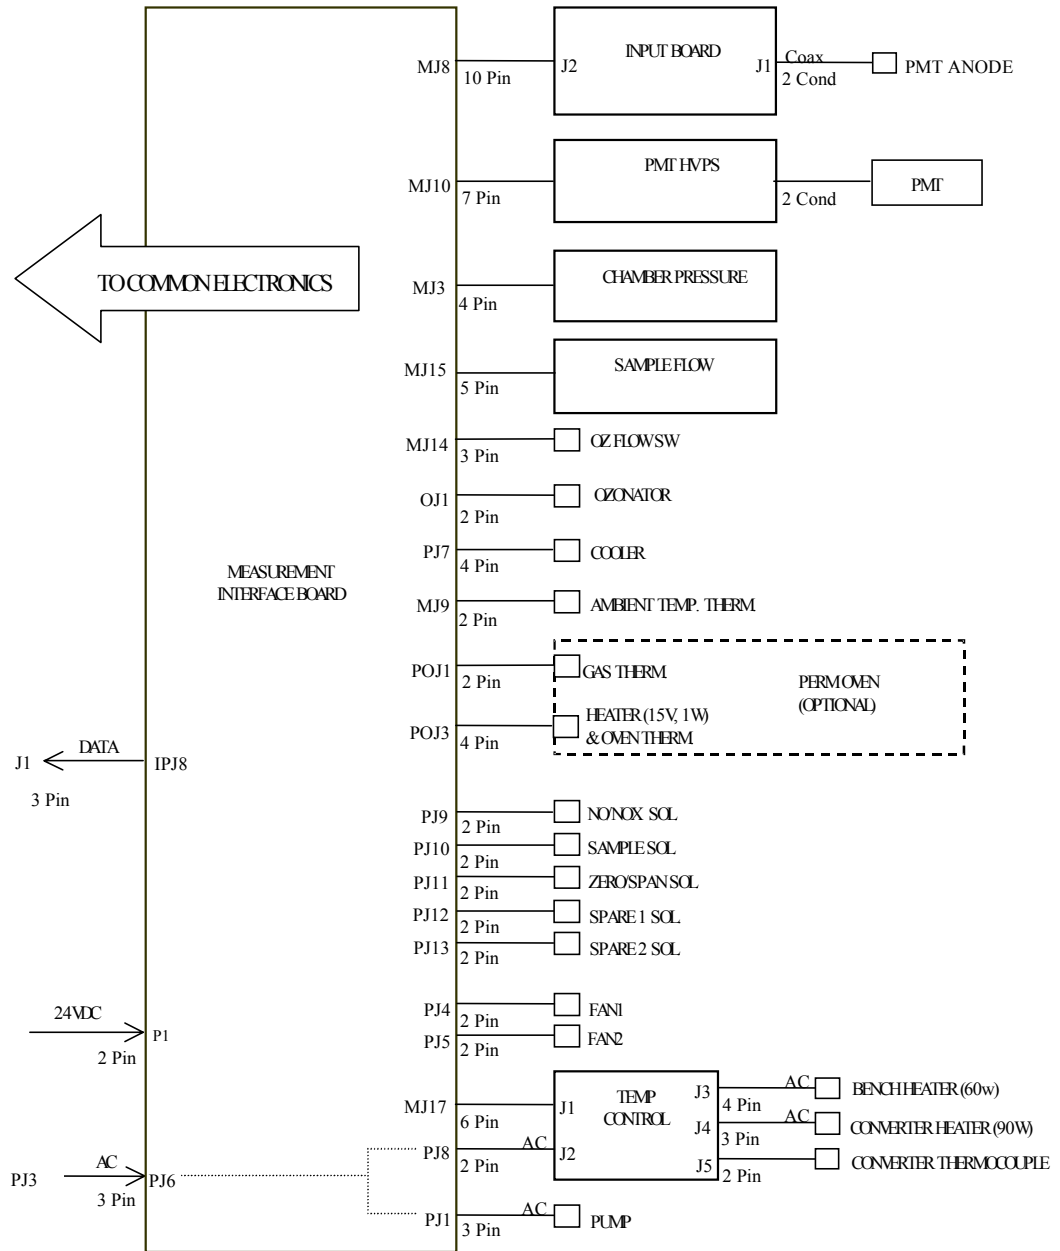 INPUT BOARD
MJ8 J2 J1 Coax PMT ANODE
10 Pin 2 Cond
PMT HVPS
MJ10 PMT
7 Pin 2 Cond
TO COMMON ELECTRONICS
CHAMBER PRESSURE
MJ3
4 Pin
SAMPLE FLOW
MJ15
5 Pin
MJ14 OZ FLOW SW
3 Pin
OJ1 OZONATOR
2 Pin
PJ7 COOLER
4 Pin
MEASUREMENT
INTERFACE BOARD
MJ9 AMBIENT TEMP. THERM.
2 Pin
POJ1 GAS THERM.
2 Pin
PERM OVEN
(OPTIONAL)
POJ3 HEATER (15V, 1W)
4 Pin & OVEN THERM.
DATA
J1 IPJ8
3 Pin
PJ9 NO/NOX SOL
2 Pin
PJ10 SAMPLE SOL
2 Pin
PJ11 ZERO/SPAN SOL
2 Pin
PJ12 SPARE 1 SOL
2 Pin
PJ13 SPARE 2 SOL
2 Pin
PJ4 FAN1
2 Pin
PJ5 FAN2
2 Pin
24VDC
P1
2 Pin
TEMP
CONTROL
J3 AC BENCH HEATER (60w)
4 Pin
MJ17 J1
6 Pin
J4 AC CONVERTER HEATER (90W)
3 Pin
PJ8 AC J2
2 Pin
J5 CONVERTER THERMOCOUPLE
2 Pin
PJ3 AC PJ6
3 Pin
PJ1 AC PUMP
3 Pin